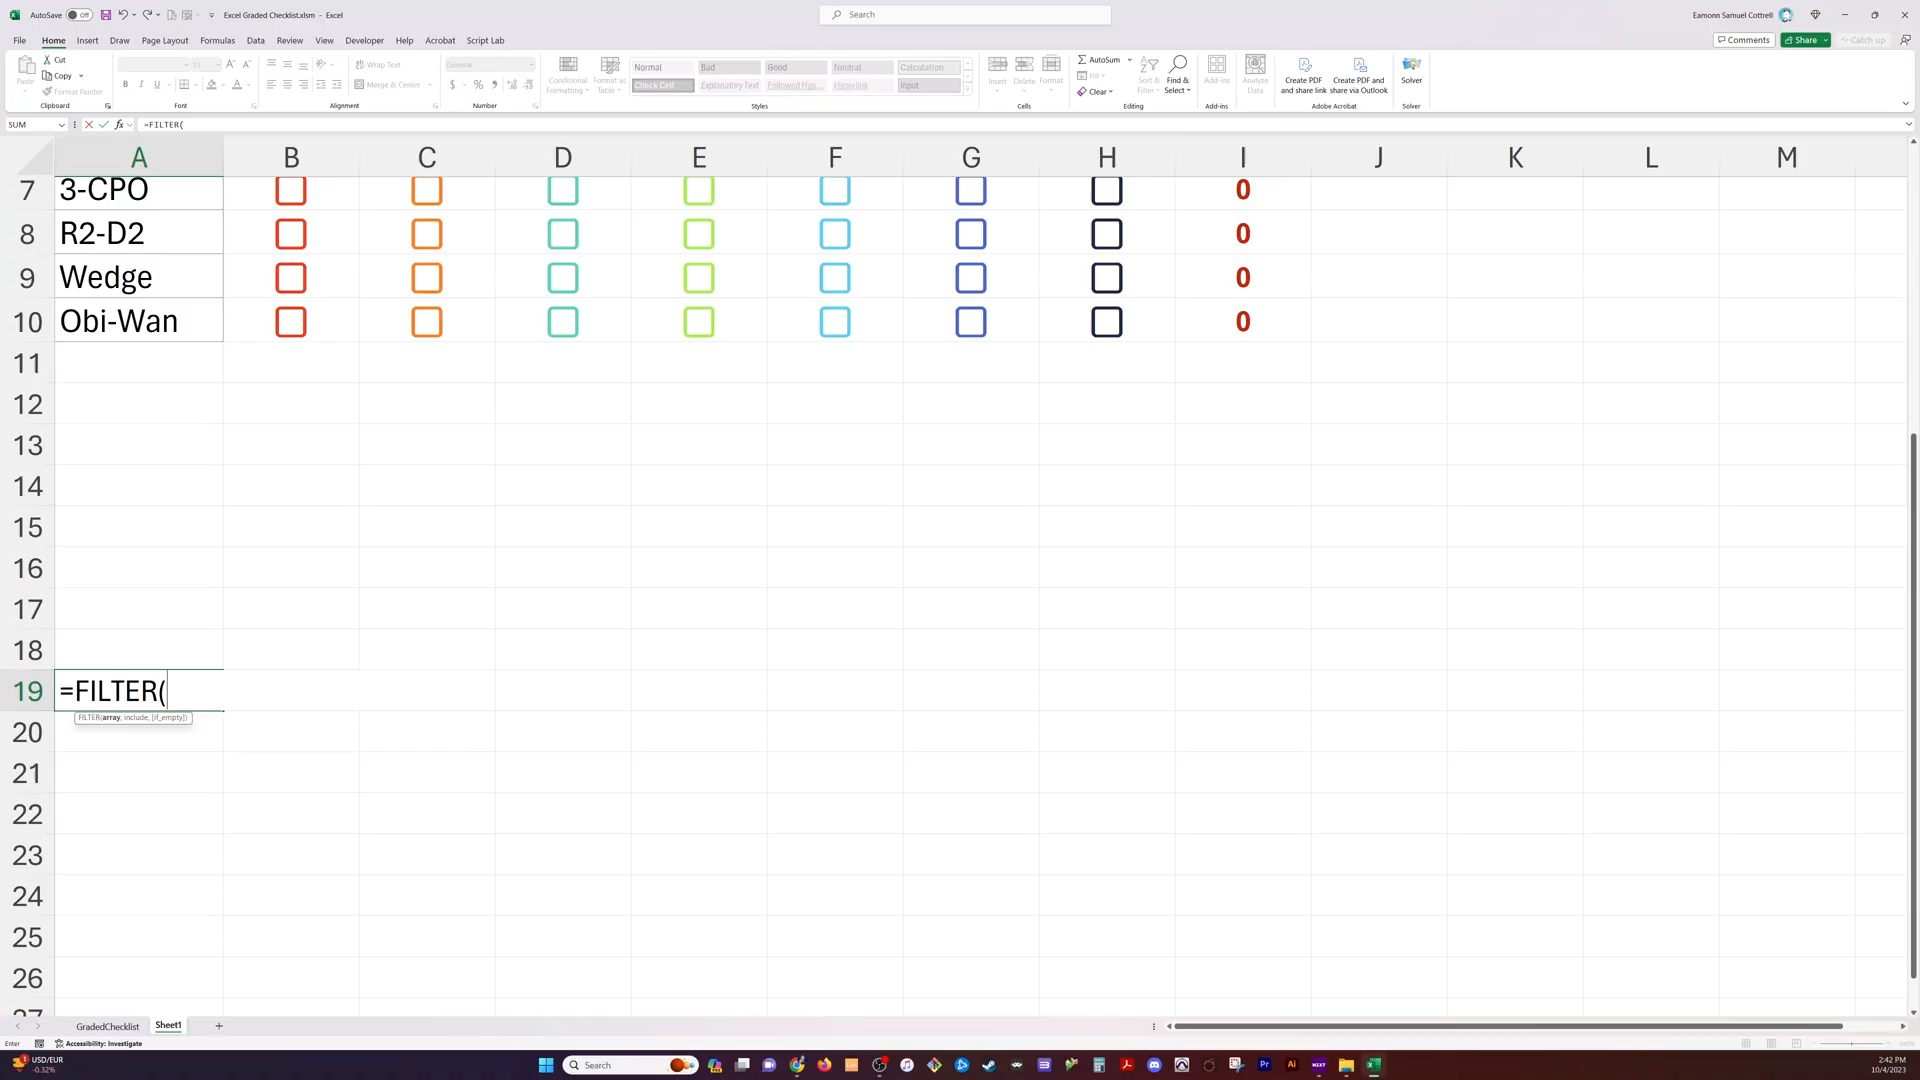 AutoSave Off Excel Graded Checklist.xlsm - Excel Search Eamonn Samuel Cottrell
File Home Insert Draw Page Layout Formulas Data Review View Developer Help Acrobat Script Lab Comments Share Catch up
Paste Cut Copy Format Painter Clipboard
11 B I U A Font
Wrap Text Merge & Center Alignment
General $ % Number
Conditional Formatting Format as Table
Normal Bad Good Neutral Calculation
Check Cell Explanatory Text Followed Hyp... Hyperlink Input
Styles
Insert Delete Format Cells
AutoSum Fill Clear Sort & Filter Find & Select Editing
Add-ins Add-ins
Analyze Data
Create PDF and share link Create PDF and share via Outlook Adobe Acrobat
Solver Solver
SUM fx =FILTER(
A B C D E F G H I J K L M
7 3-CPO 0
8 R2-D2 0
9 Wedge 0
10 Obi-Wan 0
11
12
13
14
15
16
17
18
19 =FILTER(
FILTER(array, include, [if_empty])
20
21
22
23
24
25
26
27
GradedChecklist Sheet1 +
Enter Accessibility: Investigate
USD/EUR
-0.32%
Search
2:42 PM
10/4/2023